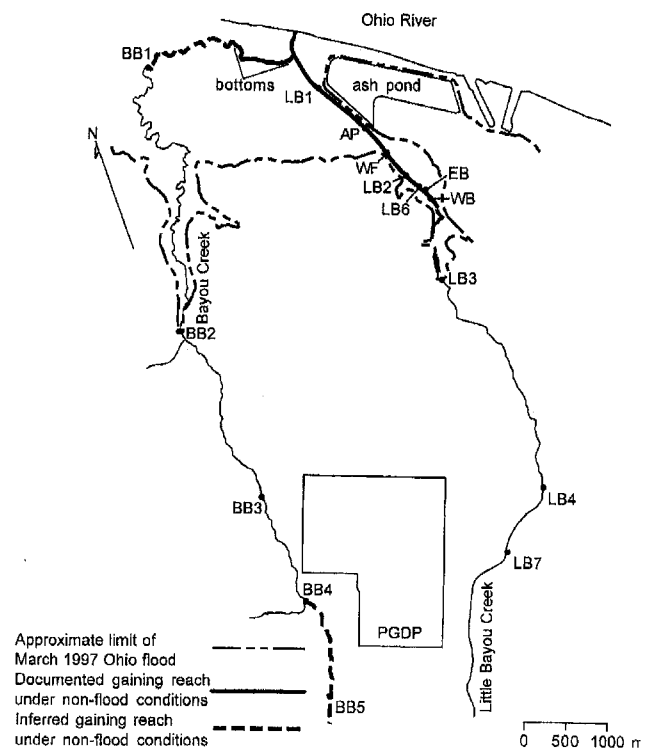 Ohio River
BB1
bottoms
ash pond
LB1
AP
N
WF
EB
LB2
WB
LB6
LB3
Bayou Creek
BB2
BB3
LB4
LB7
BB4
PGDP
Little Bayou Creek
BB5
Approximate limit of
March 1997 Ohio flood
Documented gaining reach
under non-flood conditions
Inferred gaining reach
under non-flood conditions
0 500 1000 m